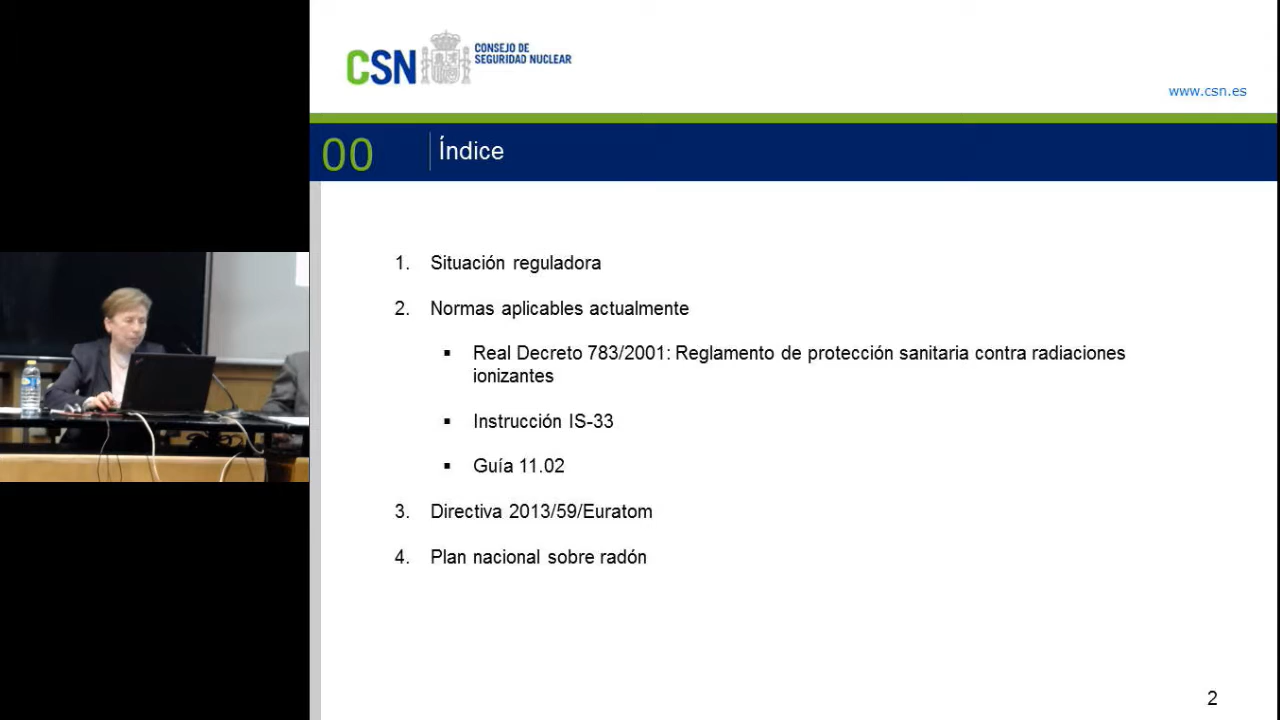 CSN
CONSEJO DE
SEGURIDAD NUCLEAR
www.csn.es
00
Índice
1. Situación reguladora
2. Normas aplicables actualmente
▪ Real Decreto 783/2001: Reglamento de protección sanitaria contra radiaciones
ionizantes
▪ Instrucción IS-33
▪ Guía 11.02
3. Directiva 2013/59/Euratom
4. Plan nacional sobre radón
2